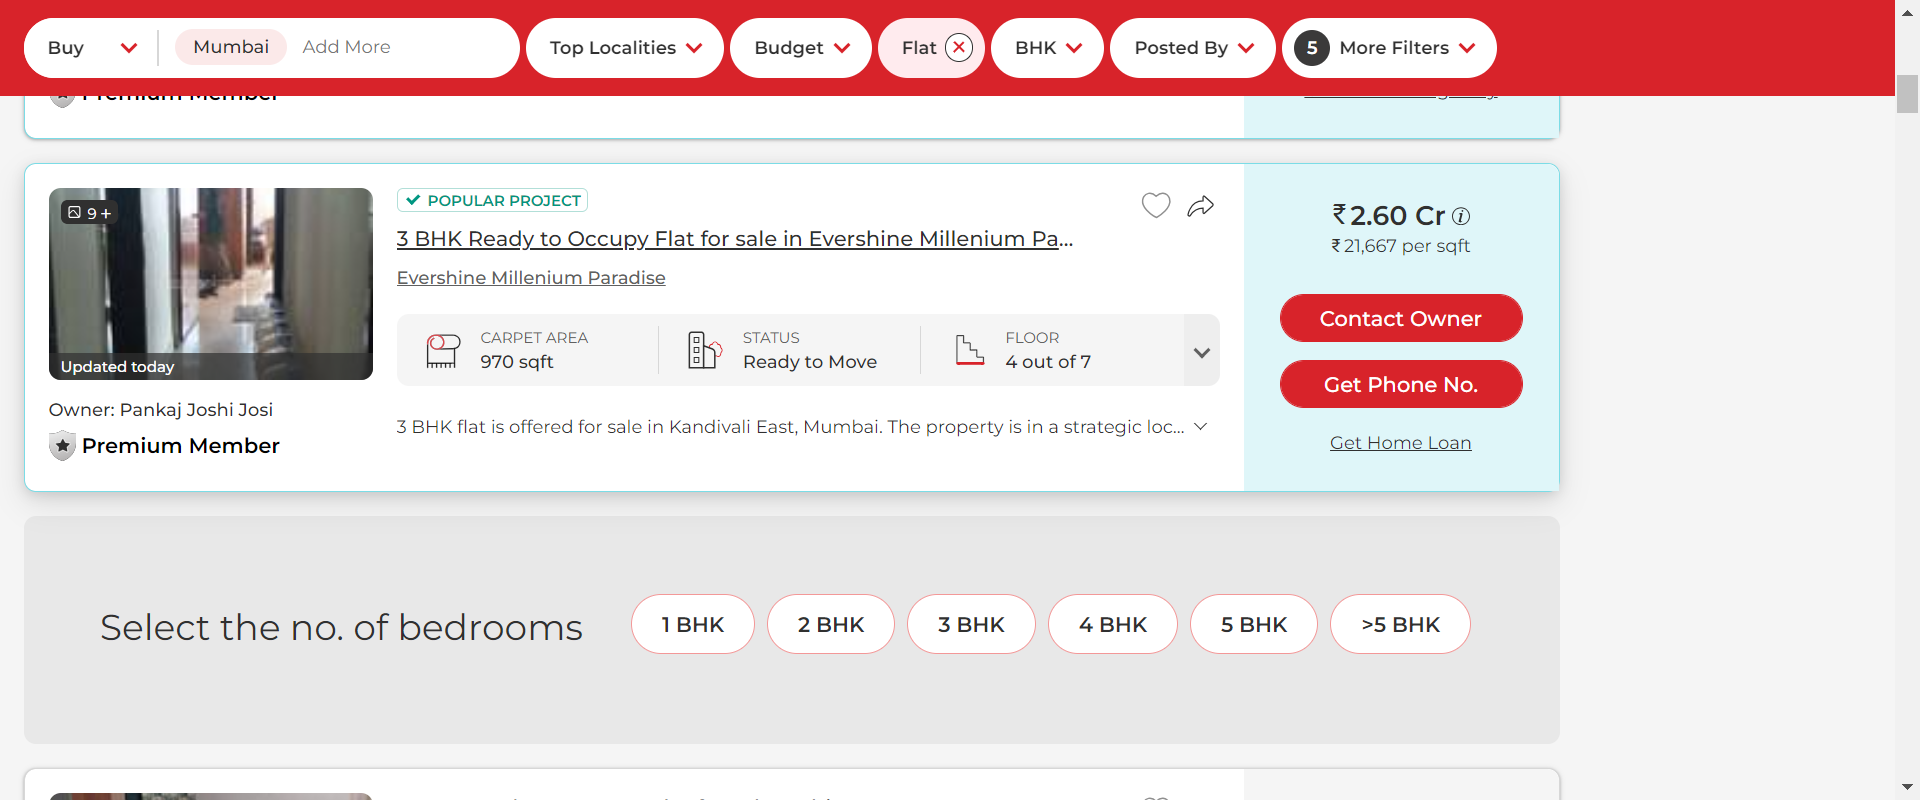 Buy
Mumbai
Add More
Top Localities
Budget
Flat
BHK
Posted By
5 More Filters
Premium Member
9+
Updated today
Owner: Pankaj Joshi Josi
Premium Member
POPULAR PROJECT
3 BHK Ready to Occupy Flat for sale in Evershine Millenium Pa...
Evershine Millenium Paradise
CARPET AREA
970 sqft
STATUS
Ready to Move
FLOOR
4 out of 7
3 BHK flat is offered for sale in Kandivali East, Mumbai. The property is in a strategic loc...
₹2.60 Cr
₹21,667 per sqft
Contact Owner
Get Phone No.
Get Home Loan
Select the no. of bedrooms
1 BHK
2 BHK
3 BHK
4 BHK
5 BHK
>5 BHK